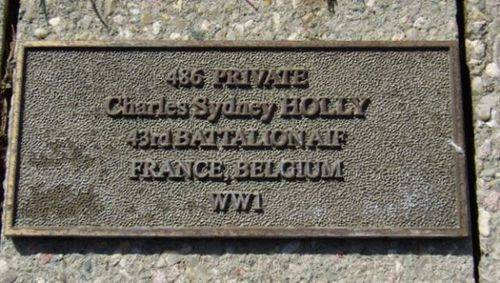 486 PRIVATE
Charles Sydney HOLLY
43rd BATTALION AIF
FRANCE, BELGIUM
WW1